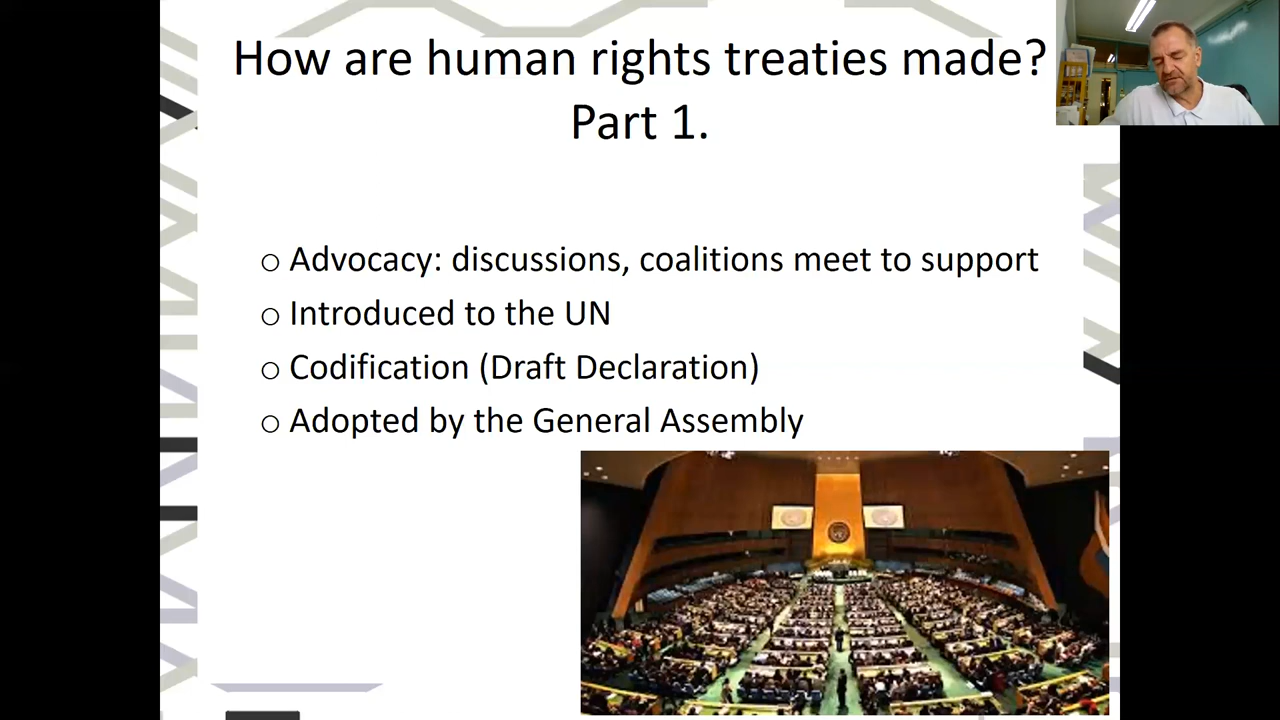 How are human rights treaties made?
Part 1.
o Advocacy: discussions, coalitions meet to support
o Introduced to the UN
o Codification (Draft Declaration)
o Adopted by the General Assembly